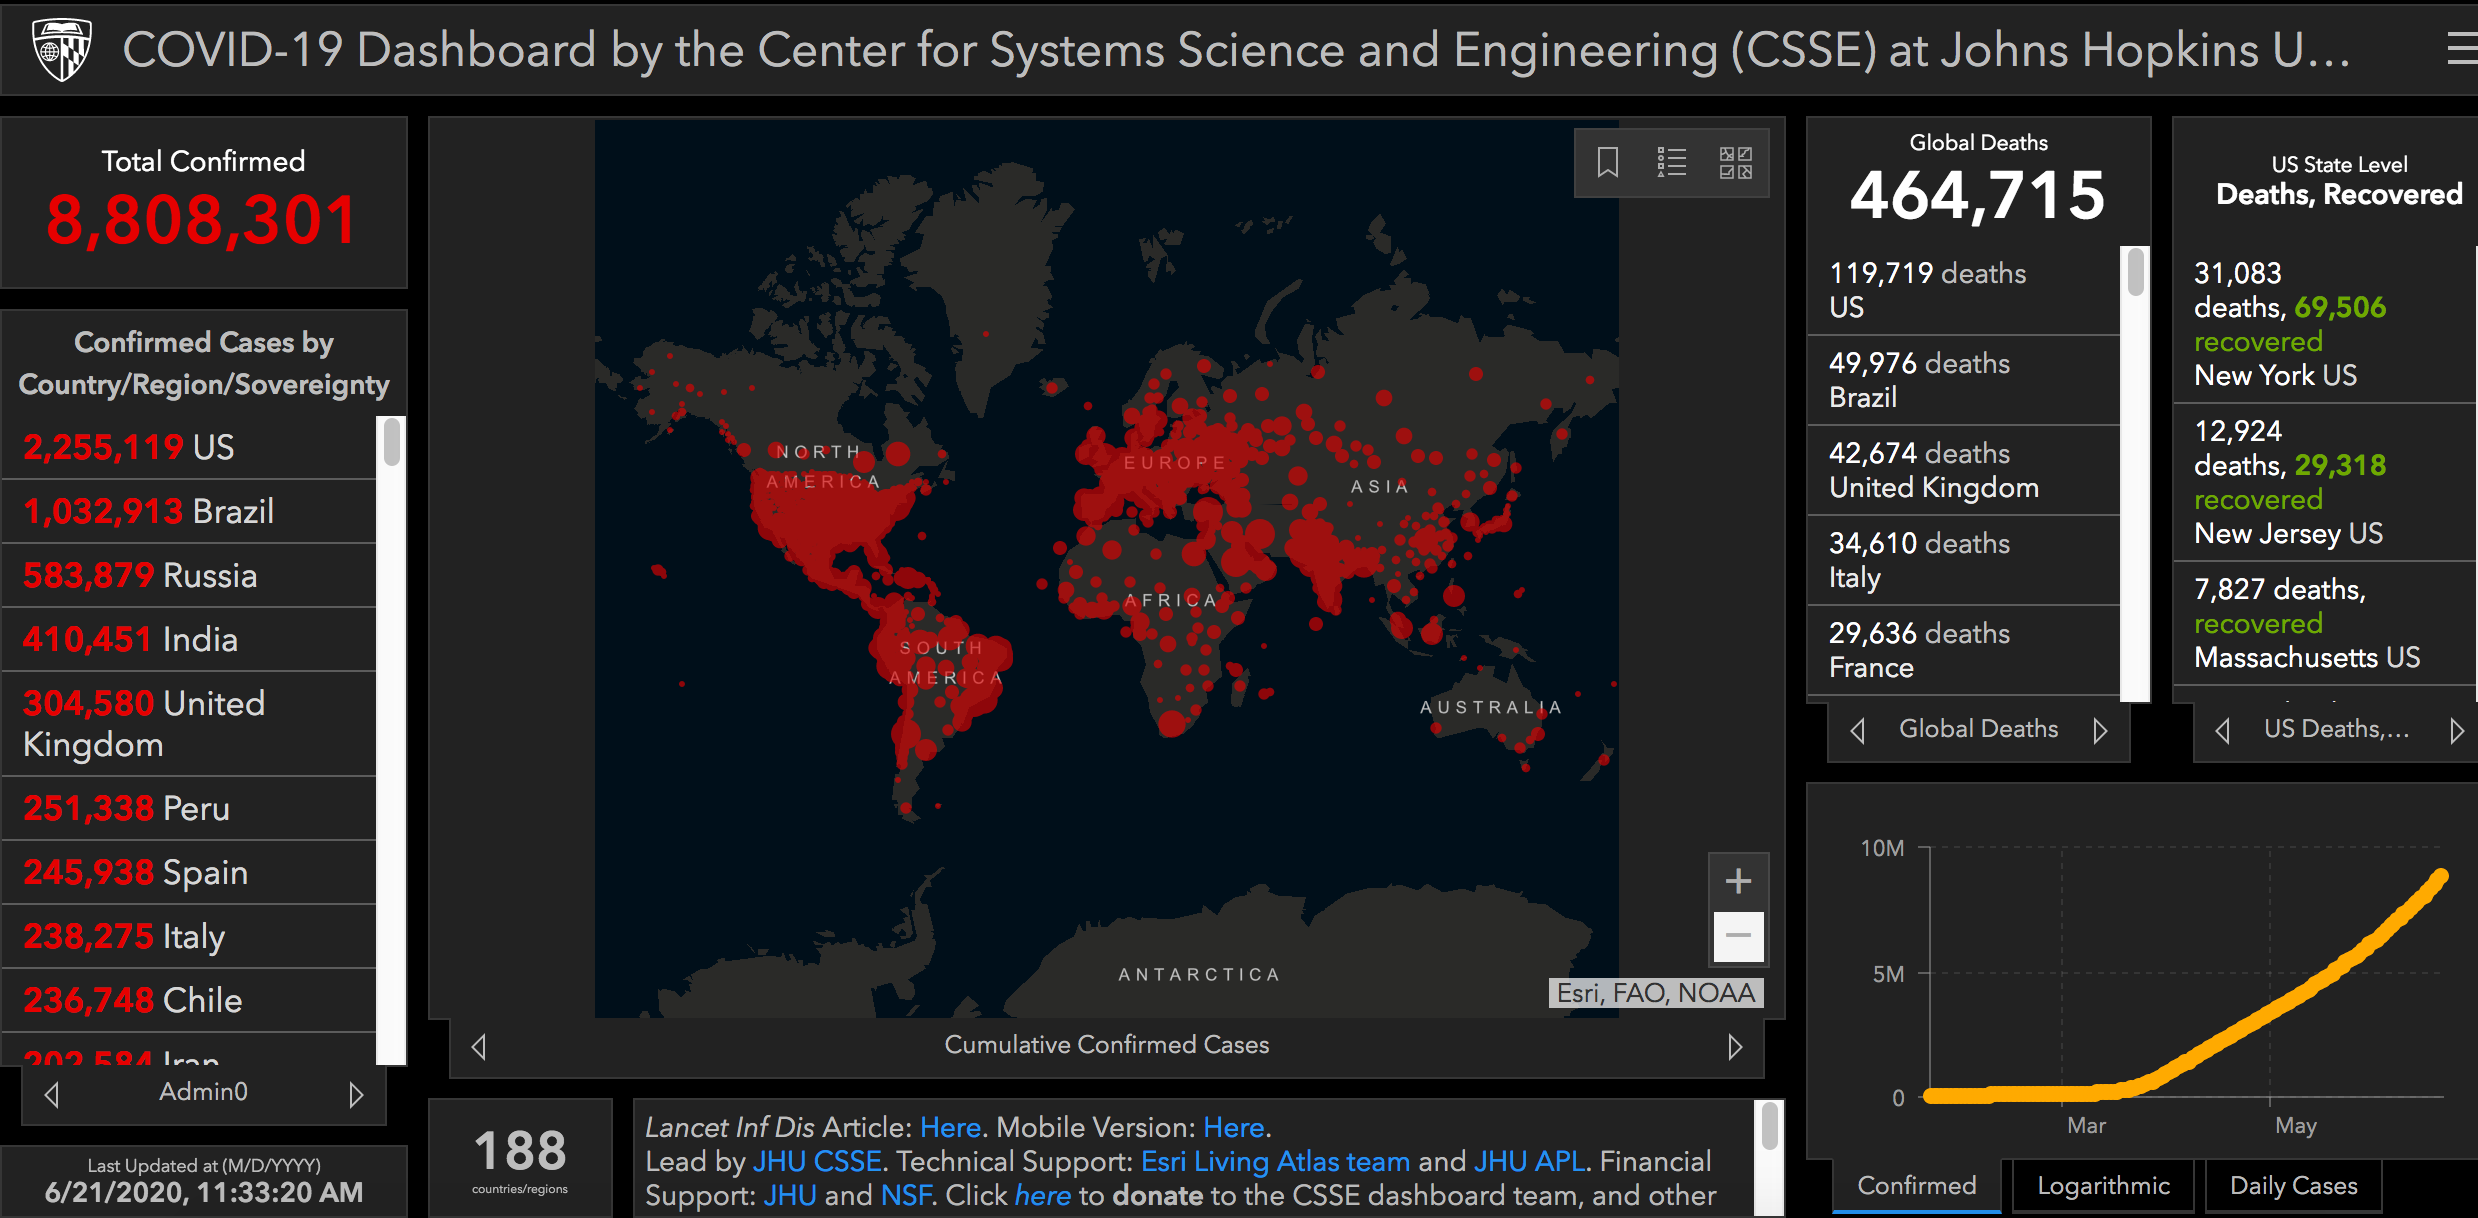 COVID-19 Dashboard by the Center for Systems Science and Engineering (CSSE) at Johns Hopkins U...
Total Confirmed
8,808,301
Confirmed Cases by
Country/Region/Sovereignty
2,255,119 US
1,032,913 Brazil
583,879 Russia
410,451 India
304,580 United
Kingdom
251,338 Peru
245,938 Spain
238,275 Italy
236,748 Chile
202,584 Iran
Admin0
Last Updated at (M/D/YYYY)
6/21/2020, 11:33:20 AM
NORTH
AMERICA
EUROPE
ASIA
AFRICA
SOUTH
AMERICA
AUSTRALIA
ANTARCTICA
Esri, FAO, NOAA
Cumulative Confirmed Cases
188
countries/regions
Lancet Inf Dis Article: Here. Mobile Version: Here.
Lead by JHU CSSE. Technical Support: Esri Living Atlas team and JHU APL. Financial
Support: JHU and NSF. Click here to donate to the CSSE dashboard team, and other
Global Deaths
464,715
119,719 deaths
US
49,976 deaths
Brazil
42,674 deaths
United Kingdom
34,610 deaths
Italy
29,636 deaths
France
Global Deaths
US State Level
Deaths, Recovered
31,083
deaths, 69,506
recovered
New York US
12,924
deaths, 29,318
recovered
New Jersey US
7,827 deaths,
recovered
Massachusetts US
US Deaths,...
10M
5M
0
Mar
May
Confirmed
Logarithmic
Daily Cases